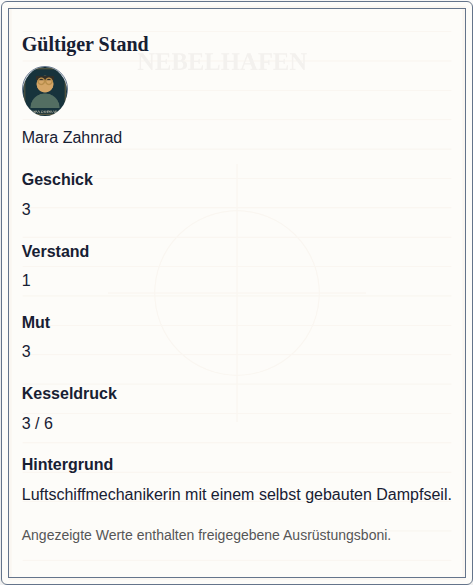 Gültiger Stand
NEBELHAFEN
Mara Zahnrad
Geschick
3
Verstand
1
Mut
3
Kesseldruck
3 / 6
Hintergrund
Luftschiffmechanikerin mit einem selbst gebauten Dampfseil.
Angezeigte Werte enthalten freigegebene Ausrüstungsboni.